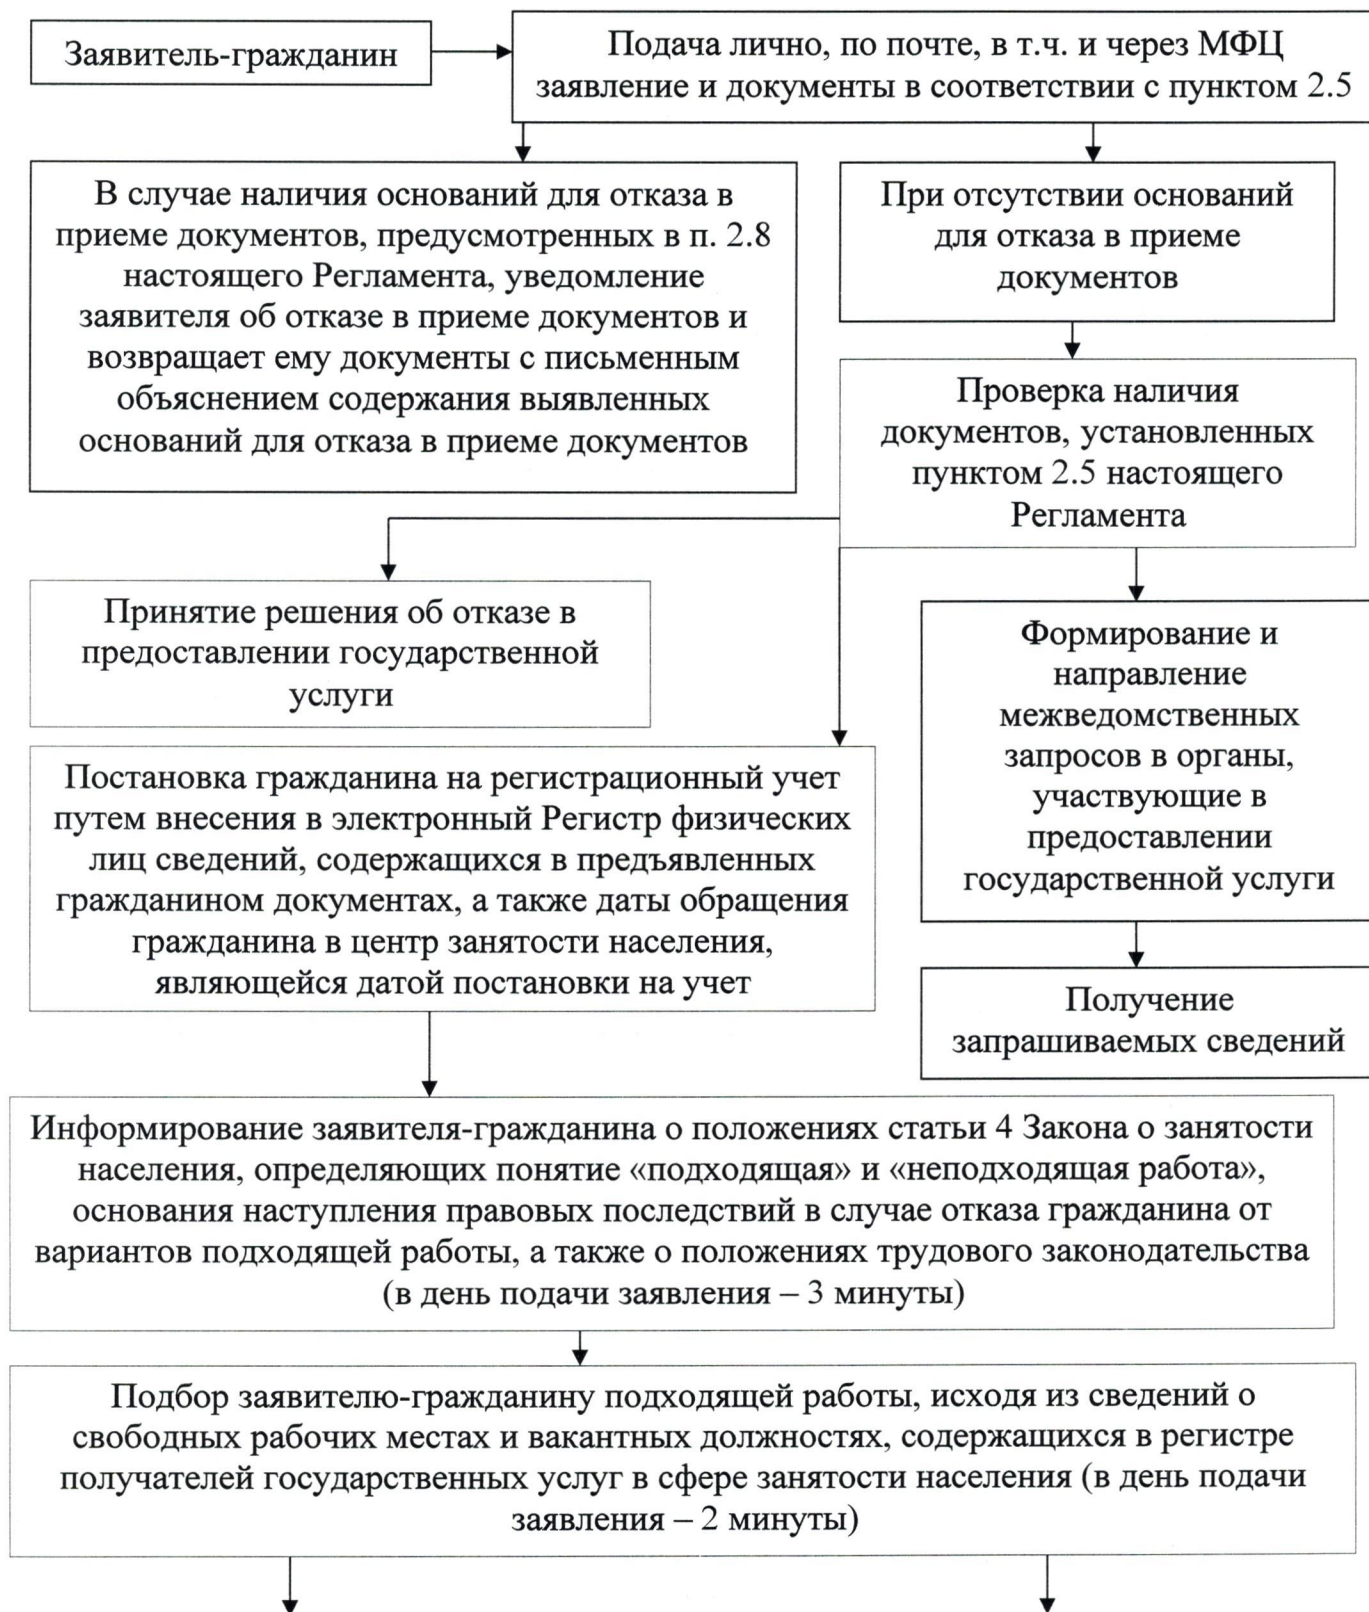 Заявитель-гражданин
Подача лично, по почте, в т.ч. и через МФЦ
заявление и документы в соответствии с пунктом 2.5
В случае наличия оснований для отказа в
приеме документов, предусмотренных в п. 2.8
настоящего Регламента, уведомление
заявителя об отказе в приеме документов и
возвращает ему документы с письменным
объяснением содержания выявленных
оснований для отказа в приеме документов
При отсутствии оснований
для отказа в приеме
документов
Проверка наличия
документов, установленных
пунктом 2.5 настоящего
Регламента
Принятие решения об отказе в
предоставлении государственной
услуги
Формирование и
направление
межведомственных
запросов в органы,
участвующие в
предоставлении
государственной услуги
Постановка гражданина на регистрационный учет
путем внесения в электронный Регистр физических
лиц сведений, содержащихся в предъявленных
гражданином документах, а также даты обращения
гражданина в центр занятости населения,
являющейся датой постановки на учет
Получение
запрашиваемых сведений
Информирование заявителя-гражданина о положениях статьи 4 Закона о занятости
населения, определяющих понятие «подходящая» и «неподходящая работа»,
основания наступления правовых последствий в случае отказа гражданина от
вариантов подходящей работы, а также о положениях трудового законодательства
(в день подачи заявления – 3 минуты)
Подбор заявителю-гражданину подходящей работы, исходя из сведений о
свободных рабочих местах и вакантных должностях, содержащихся в регистре
получателей государственных услуг в сфере занятости населения (в день подачи
заявления – 2 минуты)